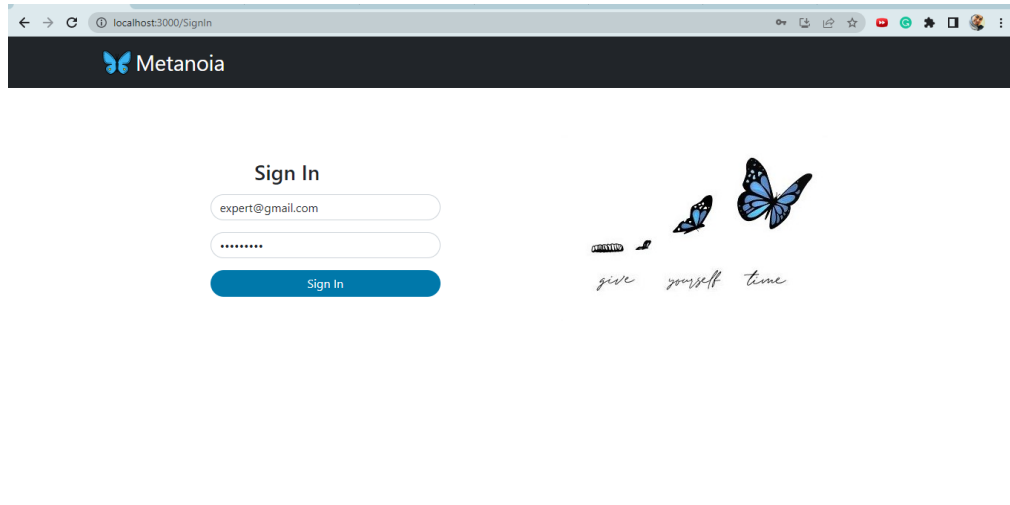 localhost:3000/SignIn
Metanoia
Sign In
expert@gmail.com
•••••••••
Sign In
give yourself time